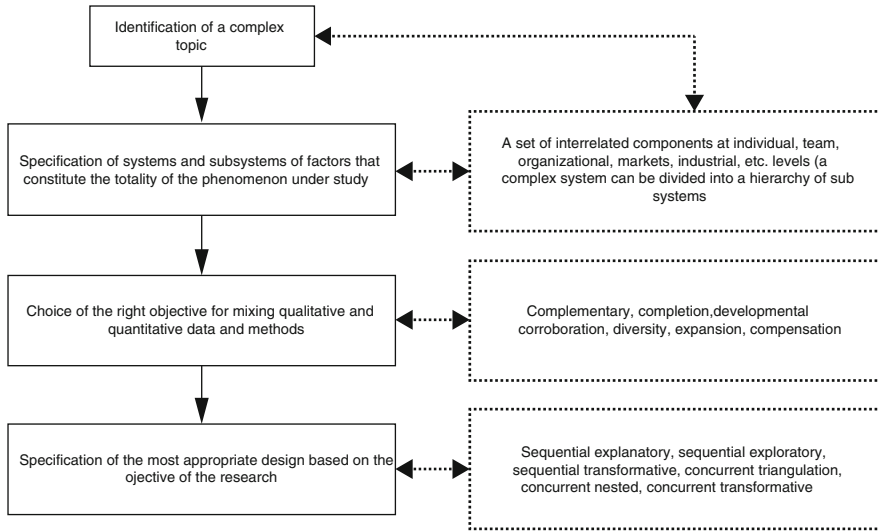 Identification of a complex
topic
Specification of systems and subsystems of factors that
constitute the totality of the phenomenon under study
A set of interrelated components at individual, team,
organizational, markets, industrial, etc. levels (a
complex system can be divided into a hierarchy of sub
systems
Choice of the right objective for mixing qualitative and
quantitative data and methods
Complementary, completion,developmental
corroboration, diversity, expansion, compensation
Specification of the most appropriate design based on the
ojective of the research
Sequential explanatory, sequential exploratory,
sequential transformative, concurrent triangulation,
concurrent nested, concurrent transformative